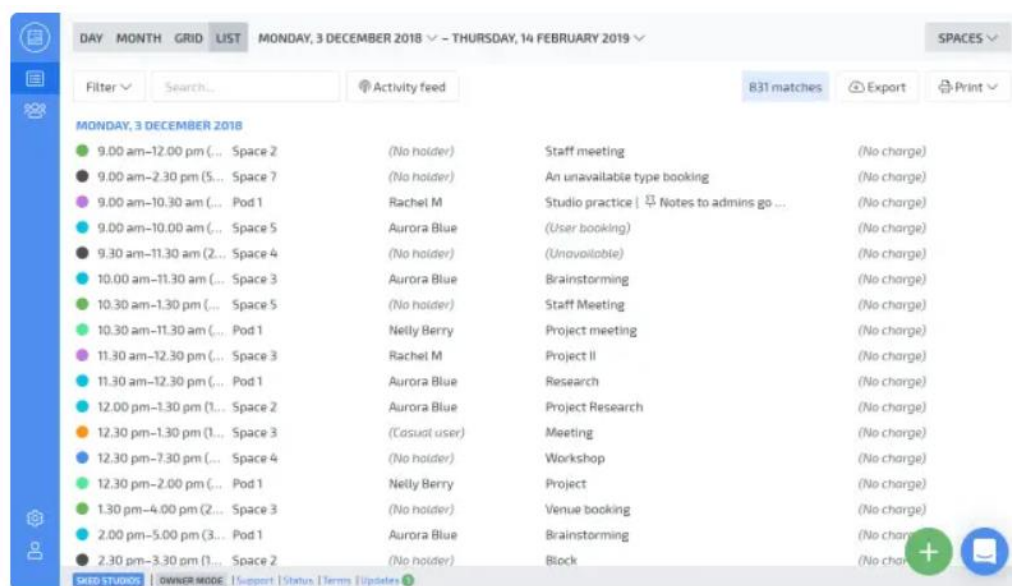 DAY MONTH GRID LIST MONDAY, 3 DECEMBER 2018 – THURSDAY, 14 FEBRUARY 2019 SPACES
Filter Search... Activity feed 831 matches Export Print
MONDAY, 3 DECEMBER 2018
9.00 am–12.00 pm (... Space 2 (No holder) Staff meeting (No charge)
9.00 am–2.30 pm (5... Space 7 (No holder) An unavailable type booking (No charge)
9.00 am–10.30 am (... Pod 1 Rachel M Studio practice | Notes to admins go ... (No charge)
9.00 am–10.00 am (... Space 5 Aurora Blue (User booking) (No charge)
9.30 am–11.30 am (2... Space 4 (No holder) (Unavailable) (No charge)
10.00 am–11.30 am (... Space 3 Aurora Blue Brainstorming (No charge)
10.30 am–1.30 pm (... Space 5 (No holder) Staff Meeting (No charge)
10.30 am–11.30 am (... Pod 1 Nelly Berry Project meeting (No charge)
11.30 am–12.30 pm (... Space 3 Rachel M Project II (No charge)
11.30 am–12.30 pm (... Pod 1 Aurora Blue Research (No charge)
12.00 pm–1.30 pm (1... Space 2 Aurora Blue Project Research (No charge)
12.30 pm–1.30 pm (1... Space 3 (Casual user) Meeting (No charge)
12.30 pm–7.30 pm (... Space 4 (No holder) Workshop (No charge)
12.30 pm–2.00 pm (... Pod 1 Nelly Berry Project (No charge)
1.30 pm–4.00 pm (2... Space 3 (No holder) Venue booking (No charge)
2.00 pm–5.00 pm (3... Pod 1 Aurora Blue Brainstorming (No char
2.30 pm–3.30 pm (1... Space 2 (No holder) Block (No char
SKED STUDIOS | OWNER MODE | Support | Status | Terms | Updates 1